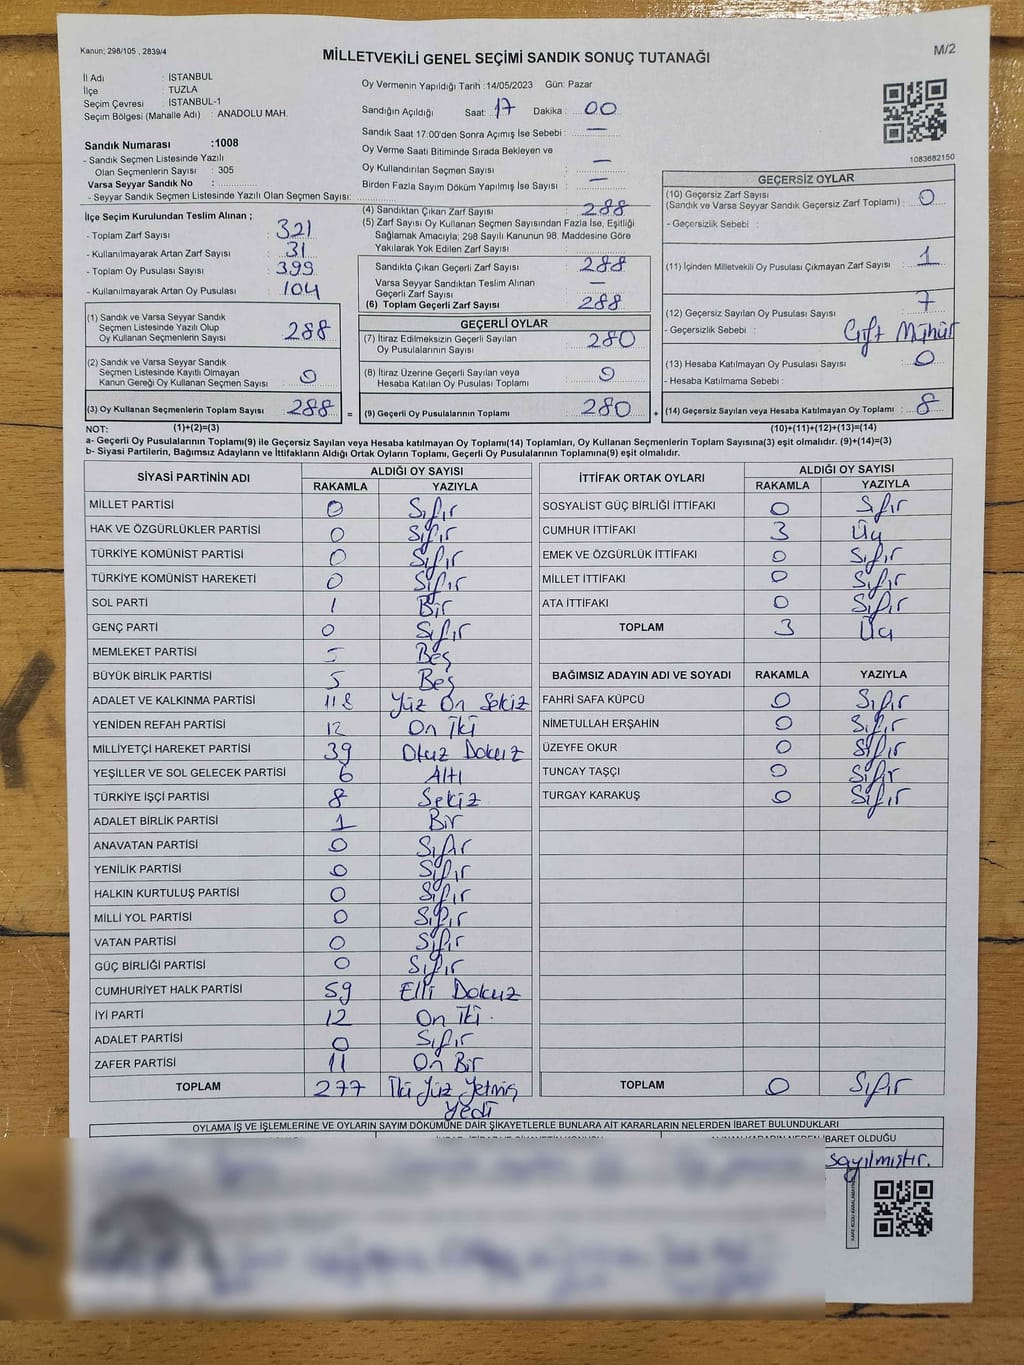 Kanun; 298/105 , 2839/4
MİLLETVEKİLİ GENEL SEÇİMİ SANDIK SONUÇ TUTANAĞI
M/2
İl Adı : İSTANBUL
İlçe : TUZLA
Seçim Çevresi : İSTANBUL-1
Seçim Bölgesi (Mahalle Adı) : ANADOLU MAH.
Oy Vermenin Yapıldığı Tarih :14/05/2023 Gün: Pazar
Sandığın Açıldığı Saat: 17 Dakika : 00
Sandık Saat 17:00'den Sonra Açımış İse Sebebi : —
Oy Verme Saati Bitiminde Sırada Bekleyen ve
Oy Kullandırılan Seçmen Sayısı : —
Birden Fazla Sayım Döküm Yapılmış İse Sayısı : —
1083682150
Sandık Numarası :1008
- Sandık Seçmen Listesinde Yazılı
Olan Seçmenlerin Sayısı : 305
Varsa Seyyar Sandık No :
- Seyyar Sandık Seçmen Listesinde Yazılı Olan Seçmen Sayısı:
İlçe Seçim Kurulundan Teslim Alınan ;
- Toplam Zarf Sayısı : 321
- Kullanılmayarak Artan Zarf Sayısı : 31
- Toplam Oy Pusulası Sayısı : 399
- Kullanılmayarak Artan Oy Pusulası : 104
(1) Sandık ve Varsa Seyyar Sandık
Seçmen Listesinde Yazılı Olup
Oy Kullanan Seçmenlerin Sayısı : 288
(2) Sandık ve Varsa Seyyar Sandık
Seçmen Listesinde Kayıtlı Olmayan
Kanun Gereği Oy Kullanan Seçmen Sayısı : 0
(3) Oy Kullanan Seçmenlerin Toplam Sayısı : 288 =
(4) Sandıktan Çıkan Zarf Sayısı : 288
(5) Zarf Sayısı Oy Kullanan Seçmen Sayısından Fazla İse, Eşitliği
Sağlamak Amacıyla; 298 Sayılı Kanunun 98. Maddesine Göre
Yakılarak Yok Edilen Zarf Sayısı :
Sandıkta Çıkan Geçerli Zarf Sayısı : 288
Varsa Seyyar Sandıktan Teslim Alınan
Geçerli Zarf Sayısı : —
(6) Toplam Geçerli Zarf Sayısı : 288
GEÇERLİ OYLAR
(7) İtiraz Edilmeksizin Geçerli Sayılan
Oy Pusulalarının Sayısı : 280
(8) İtiraz Üzerine Geçerli Sayılan veya
Hesaba Katılan Oy Pusulası Toplamı : 0
(9) Geçerli Oy Pusulalarının Toplamı : 280 +
GEÇERSİZ OYLAR
(10) Geçersiz Zarf Sayısı
(Sandık ve Varsa Seyyar Sandık Geçersiz Zarf Toplamı) : 0
- Geçersizlik Sebebi :
(11) İçinden Milletvekili Oy Pusulası Çıkmayan Zarf Sayısı : 1
(12) Geçersiz Sayılan Oy Pusulası Sayısı : 7
- Geçersizlik Sebebi : Çift Mühür
(13) Hesaba Katılmayan Oy Pusulası Sayısı : 0
- Hesaba Katılmama Sebebi :
(14) Geçersiz Sayılan veya Hesaba Katılmayan Oy Toplamı : 8
NOT: (1)+(2)=(3) (10)+(11)+(12)+(13)=(14)
a- Geçerli Oy Pusulalarının Toplamı(9) ile Geçersiz Sayılan veya Hesaba katılmayan Oy Toplamı(14) Toplamları, Oy Kullanan Seçmenlerin Toplam Sayısına(3) eşit olmalıdır. (9)+(14)=(3)
b- Siyasi Partilerin, Bağımsız Adayların ve İttifakların Aldığı Ortak Oyların Toplamı, Geçerli Oy Pusulalarının Toplamına(9) eşit olmalıdır.
SİYASİ PARTİNİN ADI ALDIĞI OY SAYISI
RAKAMLA YAZIYLA
MİLLET PARTİSİ 0 Sıfır
HAK VE ÖZGÜRLÜKLER PARTİSİ 0 Sıfır
TÜRKİYE KOMÜNİST PARTİSİ 0 Sıfır
TÜRKİYE KOMÜNİST HAREKETİ 0 Sıfır
SOL PARTİ 1 Bir
GENÇ PARTİ 0 Sıfır
MEMLEKET PARTİSİ 5 Beş
BÜYÜK BİRLİK PARTİSİ 5 Beş
ADALET VE KALKINMA PARTİSİ 118 Yüz On Sekiz
YENİDEN REFAH PARTİSİ 12 On İki
MİLLİYETÇİ HAREKET PARTİSİ 39 Otuz Dokuz
YEŞİLLER VE SOL GELECEK PARTİSİ 6 Altı
TÜRKİYE İŞÇİ PARTİSİ 8 Sekiz
ADALET BİRLİK PARTİSİ 1 Bir
ANAVATAN PARTİSİ 0 Sıfır
YENİLİK PARTİSİ 0 Sıfır
HALKIN KURTULUŞ PARTİSİ 0 Sıfır
MİLLİ YOL PARTİSİ 0 Sıfır
VATAN PARTİSİ 0 Sıfır
GÜÇ BİRLİĞİ PARTİSİ 0 Sıfır
CUMHURİYET HALK PARTİSİ 59 Elli Dokuz
İYİ PARTİ 12 On İki.
ADALET PARTİSİ 0 Sıfır
ZAFER PARTİSİ 11 On Bir
TOPLAM 277 İki Yüz Yetmiş
Yedi
İTTİFAK ORTAK OYLARI ALDIĞI OY SAYISI
RAKAMLA YAZIYLA
SOSYALİST GÜÇ BİRLİĞİ İTTİFAKI 0 Sıfır
CUMHUR İTTİFAKI 3 Üç
EMEK VE ÖZGÜRLÜK İTTİFAKI 0 Sıfır
MİLLET İTTİFAKI 0 Sıfır
ATA İTTİFAKI 0 Sıfır
TOPLAM 3 Üç
BAĞIMSIZ ADAYIN ADI VE SOYADI RAKAMLA YAZIYLA
FAHRİ SAFA KÜPCÜ 0 Sıfır
NİMETULLAH ERŞAHİN 0 Sıfır
ÜZEYFE OKUR 0 Sıfır
TUNCAY TAŞÇI 0 Sıfır
TURGAY KARAKUŞ 0 Sıfır
TOPLAM 0 Sıfır
OYLAMA İŞ VE İŞLEMLERİNE VE OYLARIN SAYIM DÖKÜMÜNE DAİR ŞİKAYETLERLE BUNLARA AİT KARARLARIN NELERDEN İBARET BULUNDUKLARI
İBARET OLDUĞU
sayılmıştır.